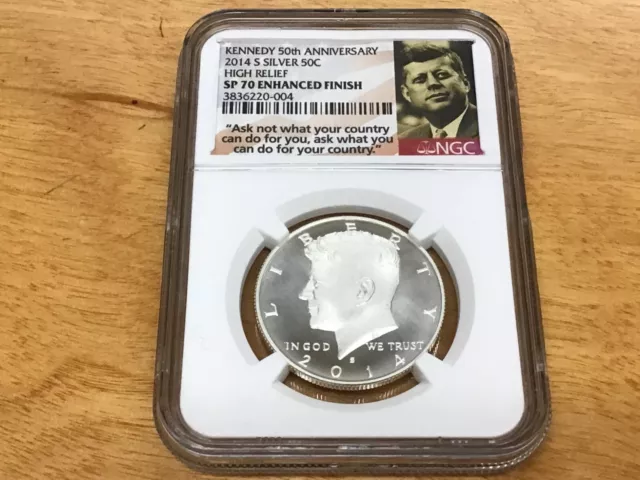 KENNEDY 50th ANNIVERSARY
2014 S SILVER 50C
HIGH RELIEF
SP 70 ENHANCED FINISH
3836220-004
"Ask not what your country
can do for you, ask what you
can do for your country."
NGC
LIBERTY
IN GOD WE TRUST
S
2014